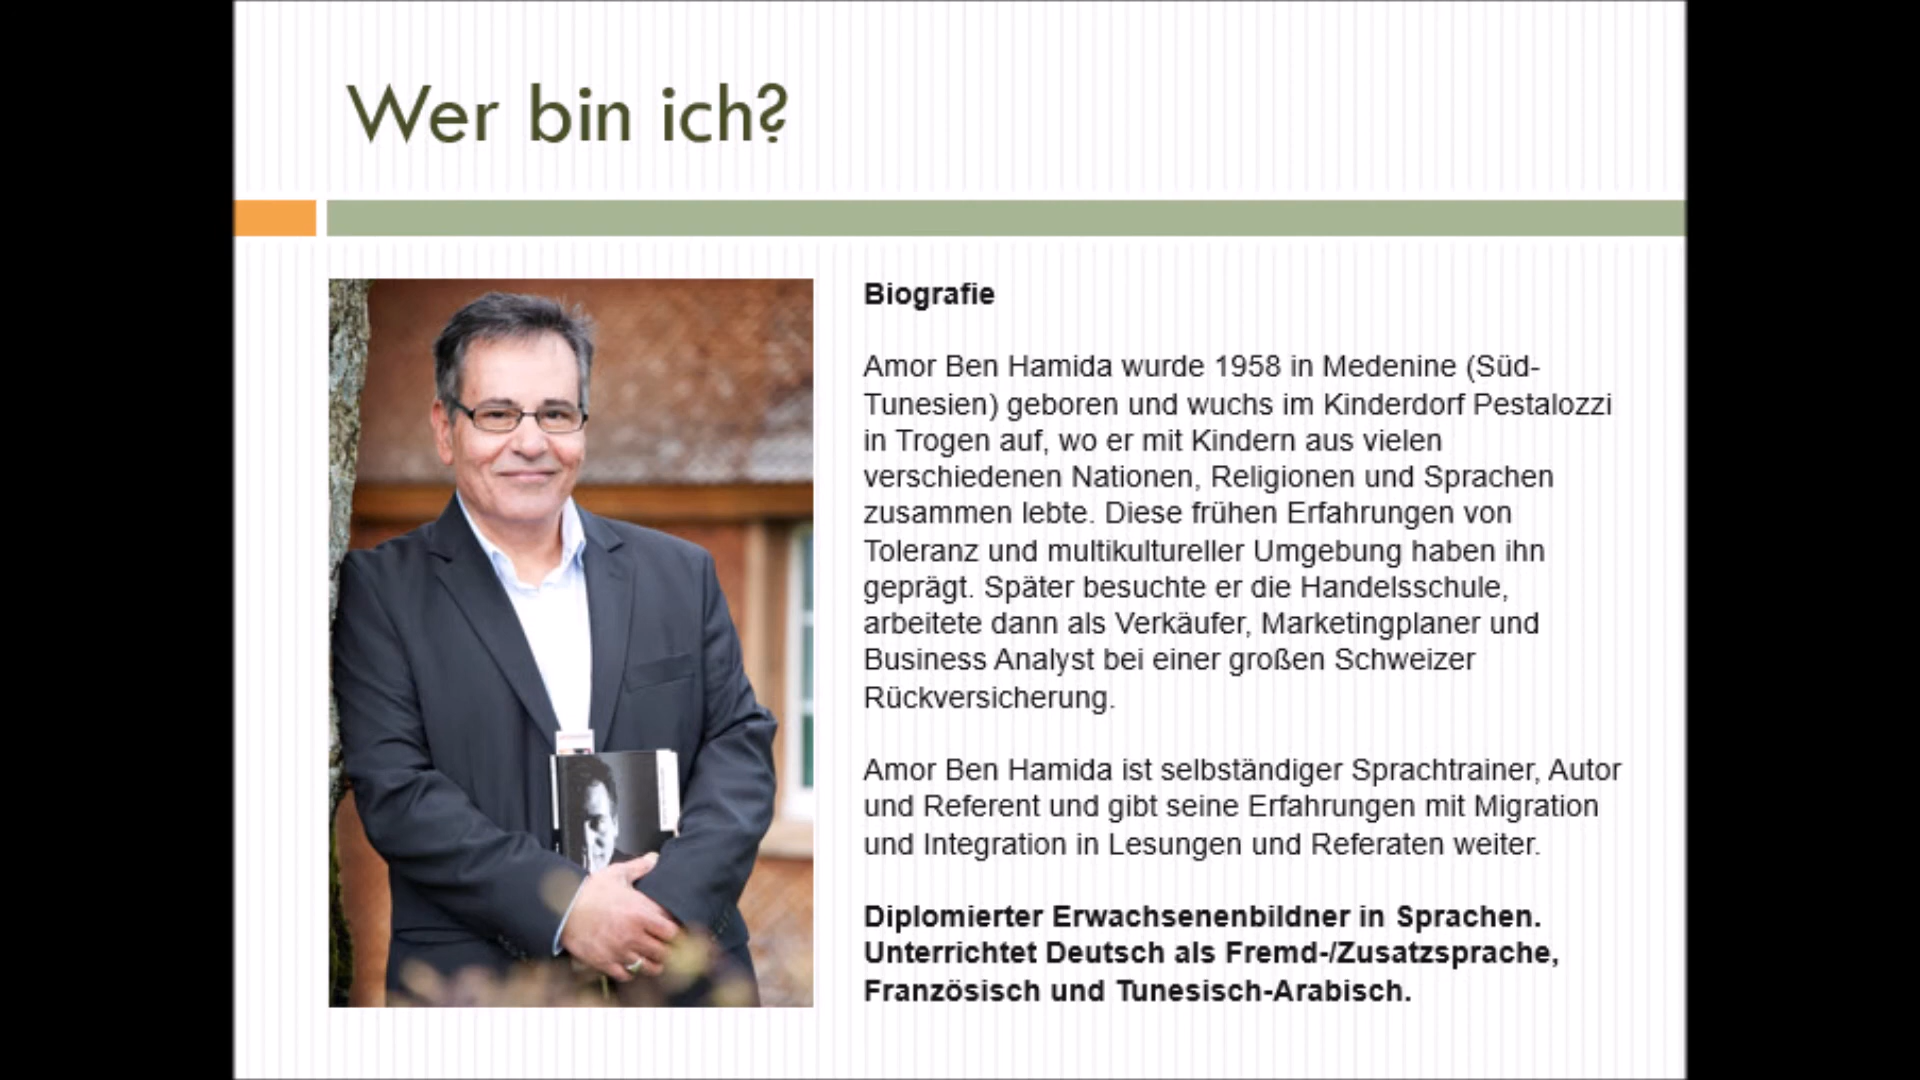 Wer bin ich?
Biografie
Amor Ben Hamida wurde 1958 in Medenine (Süd-
Tunesien) geboren und wuchs im Kinderdorf Pestalozzi
in Trogen auf, wo er mit Kindern aus vielen
verschiedenen Nationen, Religionen und Sprachen
zusammen lebte. Diese frühen Erfahrungen von
Toleranz und multikultureller Umgebung haben ihn
geprägt. Später besuchte er die Handelsschule,
arbeitete dann als Verkäufer, Marketingplaner und
Business Analyst bei einer großen Schweizer
Rückversicherung.
Amor Ben Hamida ist selbständiger Sprachtrainer, Autor
und Referent und gibt seine Erfahrungen mit Migration
und Integration in Lesungen und Referaten weiter.
Diplomierter Erwachsenenbildner in Sprachen.
Unterrichtet Deutsch als Fremd-/Zusatzsprache,
Französisch und Tunesisch-Arabisch.